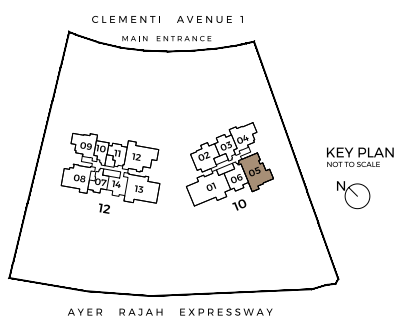 CLEMENTI AVENUE 1
MAIN ENTRANCE
09 10 11 12
08 07 14 13
12
02 03 04
01 06 05
10
KEY PLAN
NOT TO SCALE
N
AYER RAJAH EXPRESSWAY